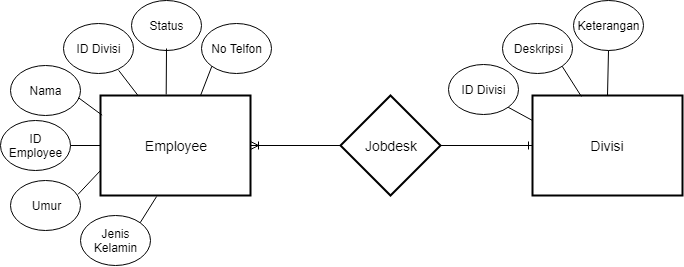 Status
Keterangan
ID Divisi
No Telfon
Deskripsi
Nama
ID Divisi
ID
Employee
Employee
Jobdesk
Divisi
Umur
Jenis
Kelamin